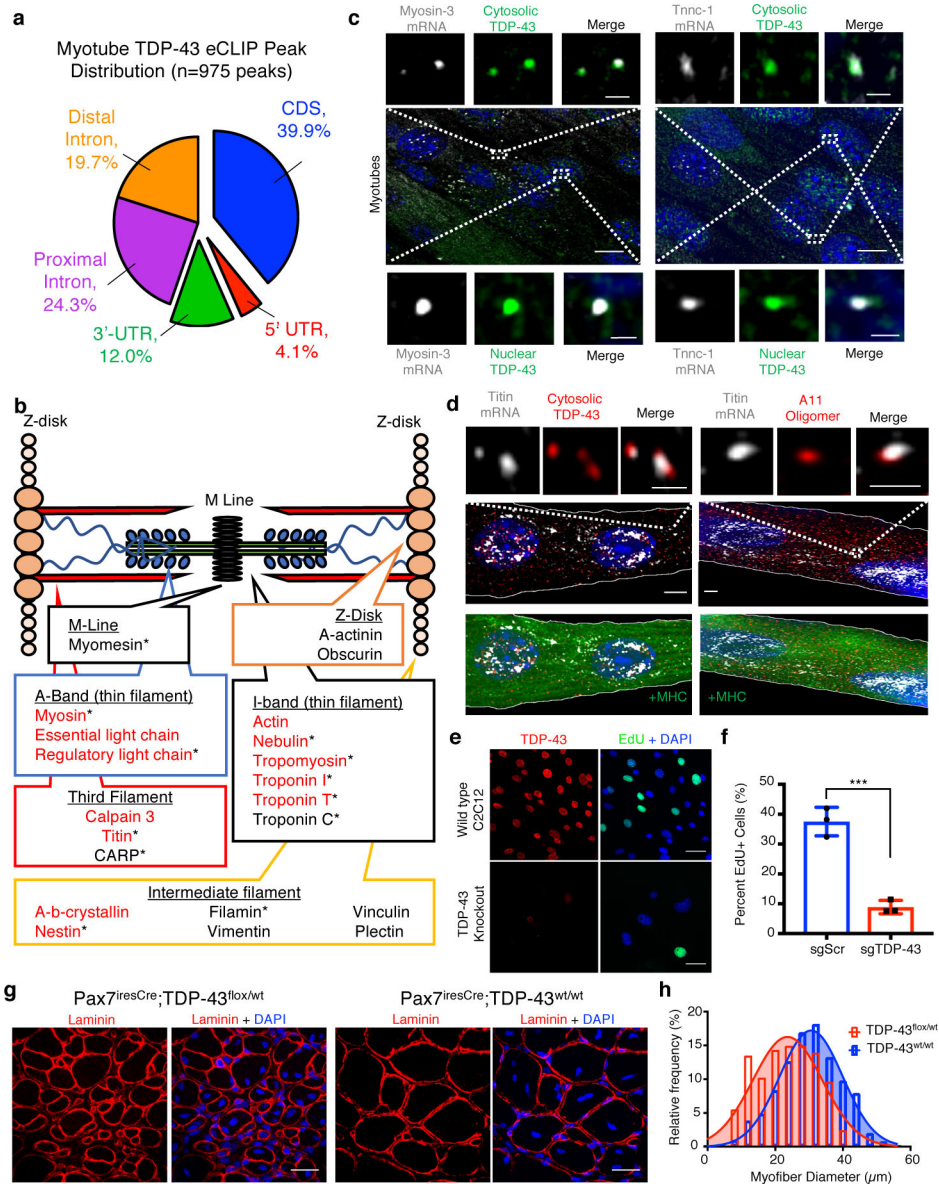 a
Myotube TDP-43 eCLIP Peak
Distribution (n=975 peaks)
Distal
Intron,
19.7%
CDS,
39.9%
Proximal
Intron,
24.3%
3'-UTR,
12.0%
5' UTR,
4.1%
b
Z-disk
Z-disk
M Line
M-Line
Myomesin*
Z-Disk
A-actinin
Obscurin
A-Band (thin filament)
Myosin*
Essential light chain
Regulatory light chain*
I-band (thin filament)
Actin
Nebulin*
Tropomyosin*
Troponin I*
Troponin T*
Troponin C*
Third Filament
Calpain 3
Titin*
CARP*
Intermediate filament
A-b-crystallin
Filamin*
Vinculin
Nestin*
Vimentin
Plectin
c
Myosin-3
mRNA
Cytosolic
TDP-43
Merge
Tnnc-1
mRNA
Cytosolic
TDP-43
Merge
Myotubes
Myosin-3
mRNA
Nuclear
TDP-43
Merge
Tnnc-1
mRNA
Nuclear
TDP-43
Merge
d
Titin
mRNA
Cytosolic
TDP-43
Merge
Titin
mRNA
A11
Oligomer
Merge
+MHC
+MHC
e
TDP-43
EdU + DAPI
Wild type
C2C12
TDP-43
Knockout
f
Percent EdU+ Cells (%)
50
40
30
20
10
0
***
sgScr
sgTDP-43
g
Pax7iresCre;TDP-43flox/wt
Pax7iresCre;TDP-43wt/wt
Laminin
Laminin + DAPI
Laminin
Laminin + DAPI
h
Relative frequency (%)
20
15
10
5
0
0
20
40
60
Myofiber Diameter (µm)
TDP-43flox/wt
TDP-43wt/wt